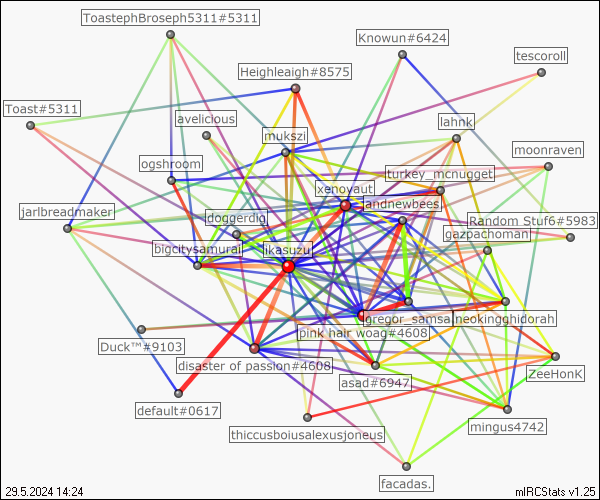 ToastephBroseph5311#5311
Knowun#6424
tescoroll
Heighleaigh#8575
Toast#5311
avelicious
lahnk
mukszi
moonraven
ogshroom
turkey_mcnugget
xenoyaut
landnewbees
jarlbreadmaker
doggerdig
Random Stuf6#5983
gazpachoman
bigcitysamurai
ikasuzu
gregor_samsa
neokingghidorah
pink hair woag#4608
Duck™#9103
disaster of passion#4608
ZeeHonK
asad#6947
default#0617
mingus4742
thiccusboiusalexusjoneus
facadas.
29.5.2024 14:24
mIRCStats v1.25